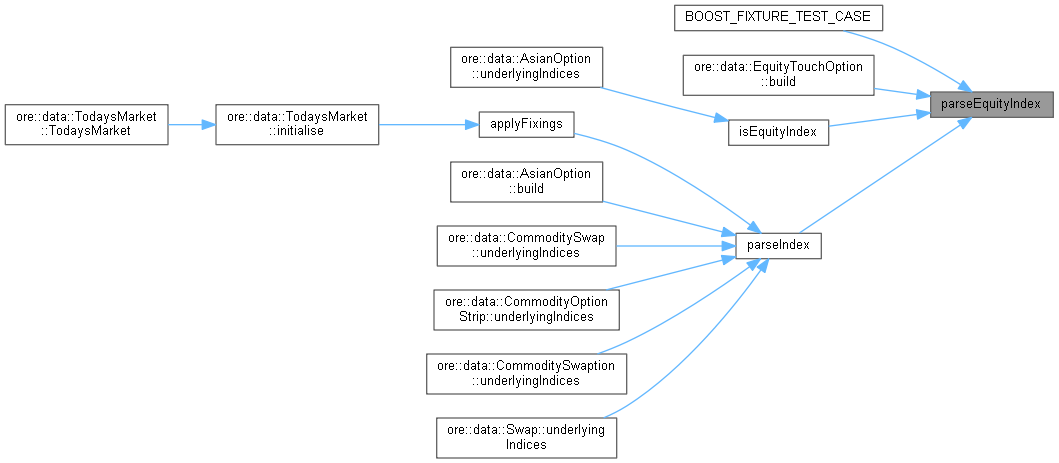 BOOST_FIXTURE_TEST_CASE
ore::data::AsianOption
::underlyingIndices
ore::data::EquityTouchOption
::build
parseEquityIndex
ore::data::TodaysMarket
::TodaysMarket
ore::data::TodaysMarket
::initialise
applyFixings
isEquityIndex
ore::data::AsianOption
::build
ore::data::CommoditySwap
::underlyingIndices
parseIndex
ore::data::CommodityOption
Strip::underlyingIndices
ore::data::CommoditySwaption
::underlyingIndices
ore::data::Swap::underlying
Indices